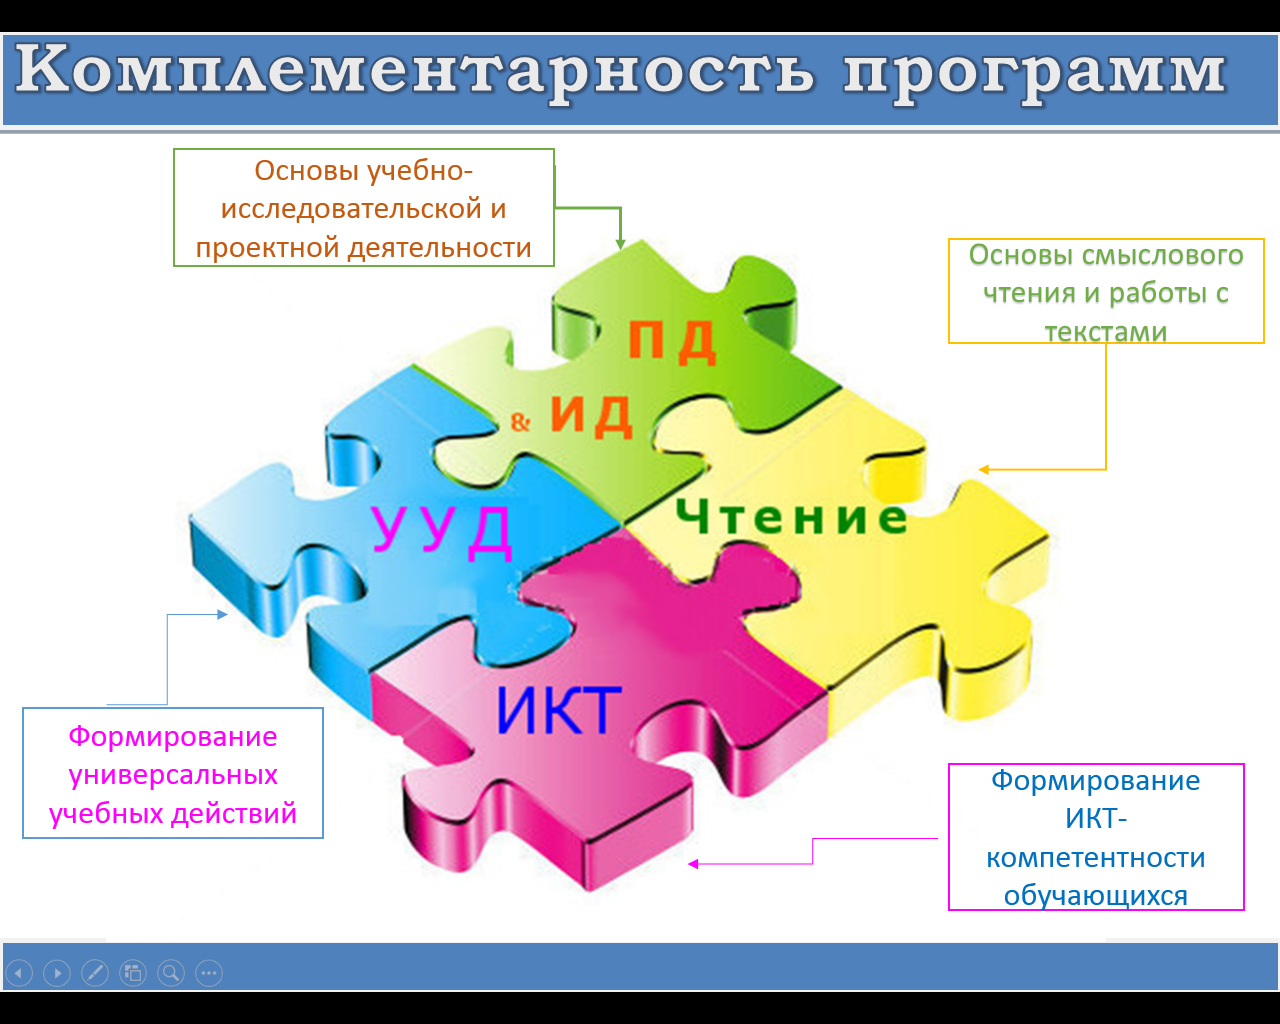 Комплементарность программ
Основы учебно-
исследовательской и
проектной деятельности
Основы смыслового
чтения и работы с
текстами
ПД
& ИД
Чтение
УУД
ИКТ
Формирование
универсальных
учебных действий
Формирование
ИКТ-
компетентности
обучающихся